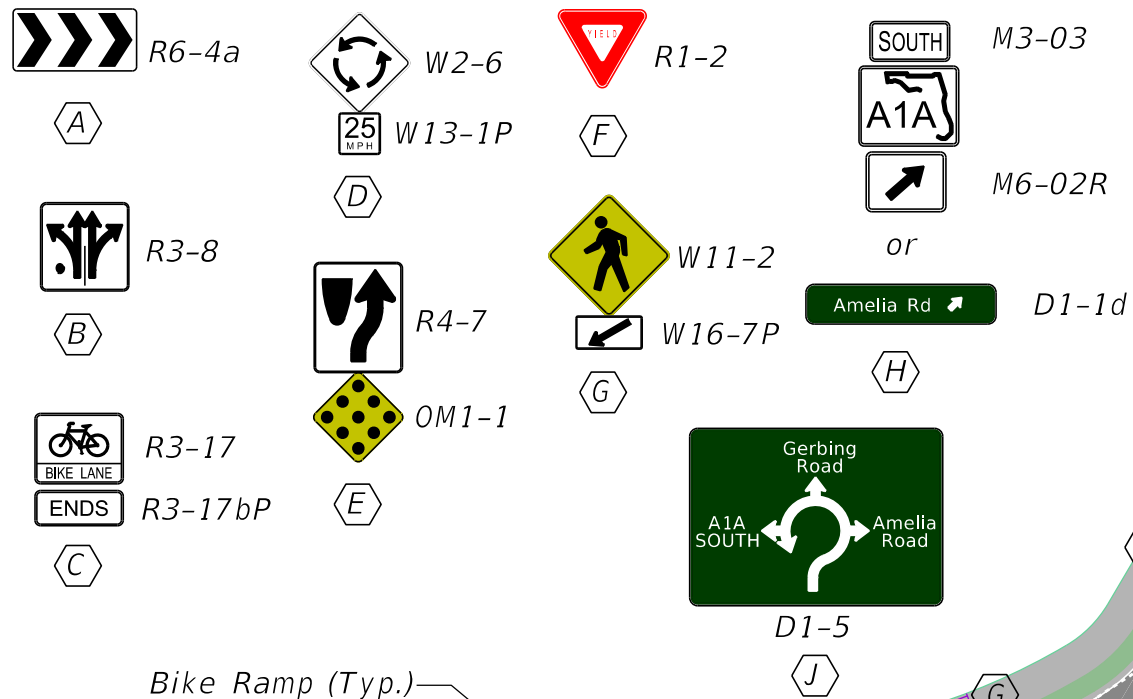 R6-4a
A
W2-6
25
MPH
W13-1P
D
YIELD
R1-2
F
SOUTH
M3-03
A1A
M6-02R
or
Amelia Rd
D1-1d
H
R3-8
B
R4-7
OM1-1
E
W11-2
W16-7P
G
BIKE LANE
R3-17
ENDS
R3-17bP
C
Gerbing
Road
A1A
SOUTH
Amelia
Road
D1-5
J
Bike Ramp (Typ.)
G